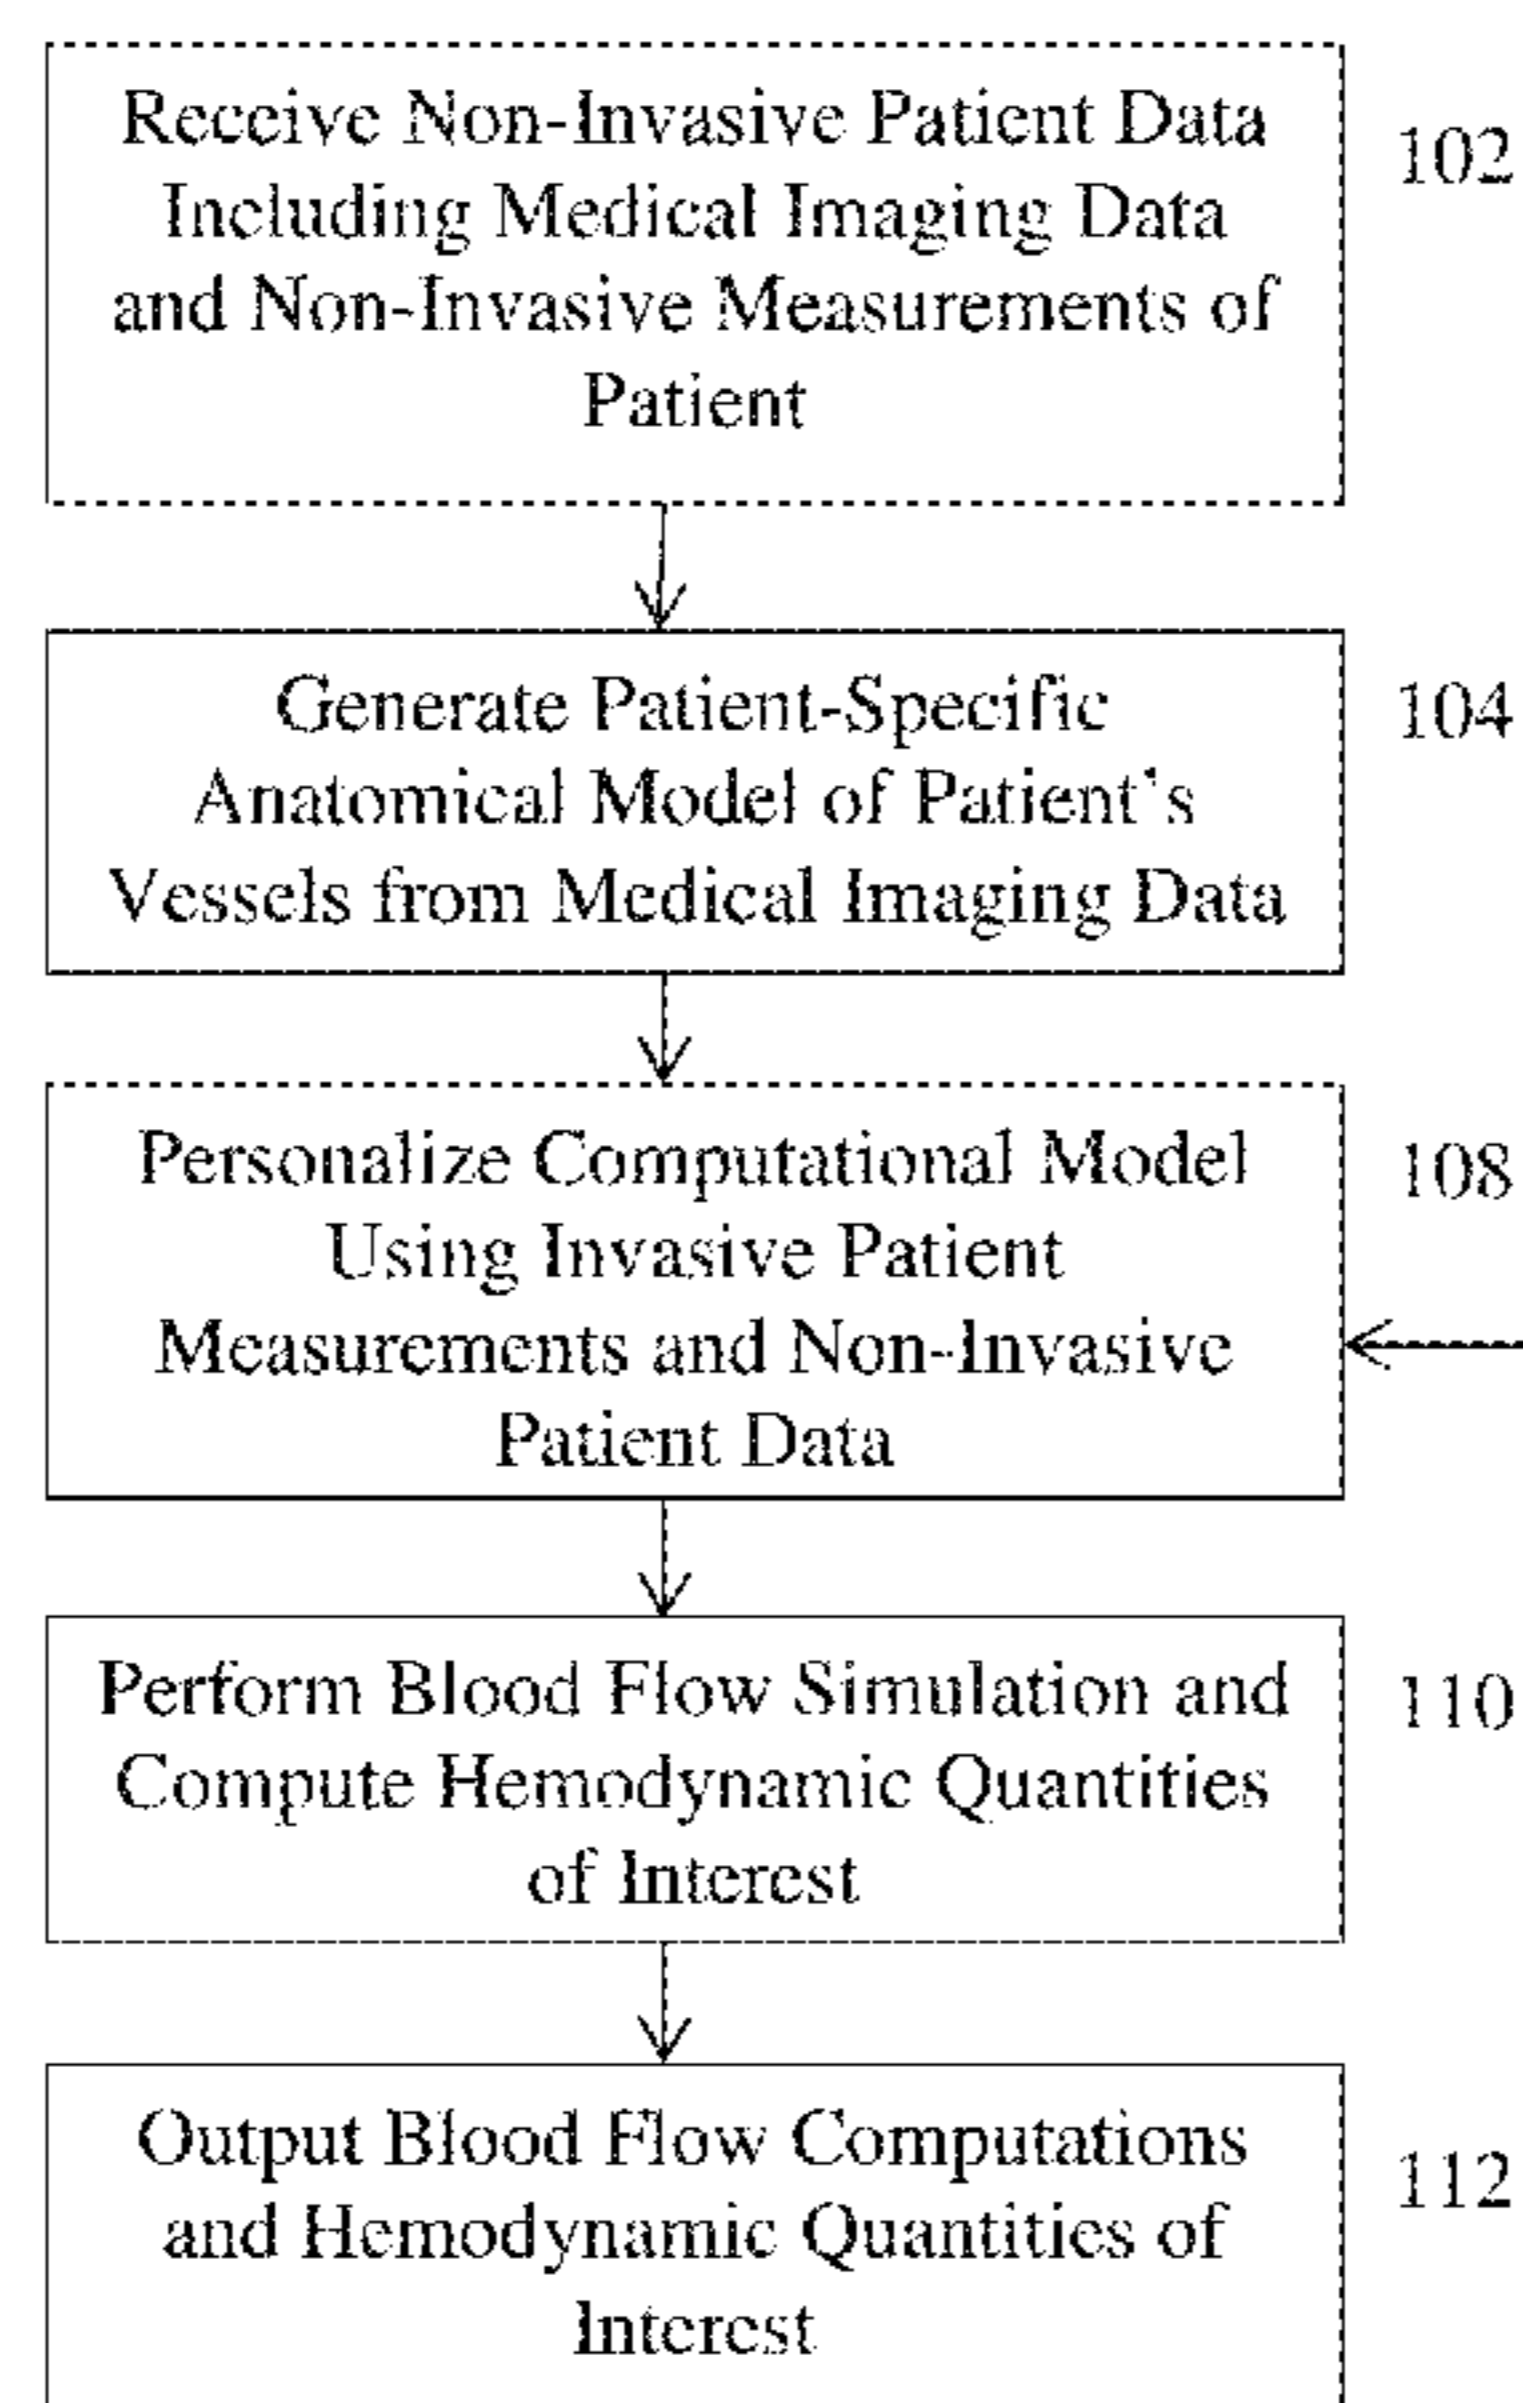 Receive Non-Invasive Patient Data
Including Medical Imaging Data
and Non-Invasive Measurements of
Patient
102
Generate Patient-Specific
Anatomical Model of Patient's
Vessels from Medical Imaging Data
104
Personalize Computational Model
Using Invasive Patient
Measurements and Non-Invasive
Patient Data
108
Perform Blood Flow Simulation and
Compute Hemodynamic Quantities
of Interest
110
Output Blood Flow Computations
and Hemodynamic Quantities of
Interest
112